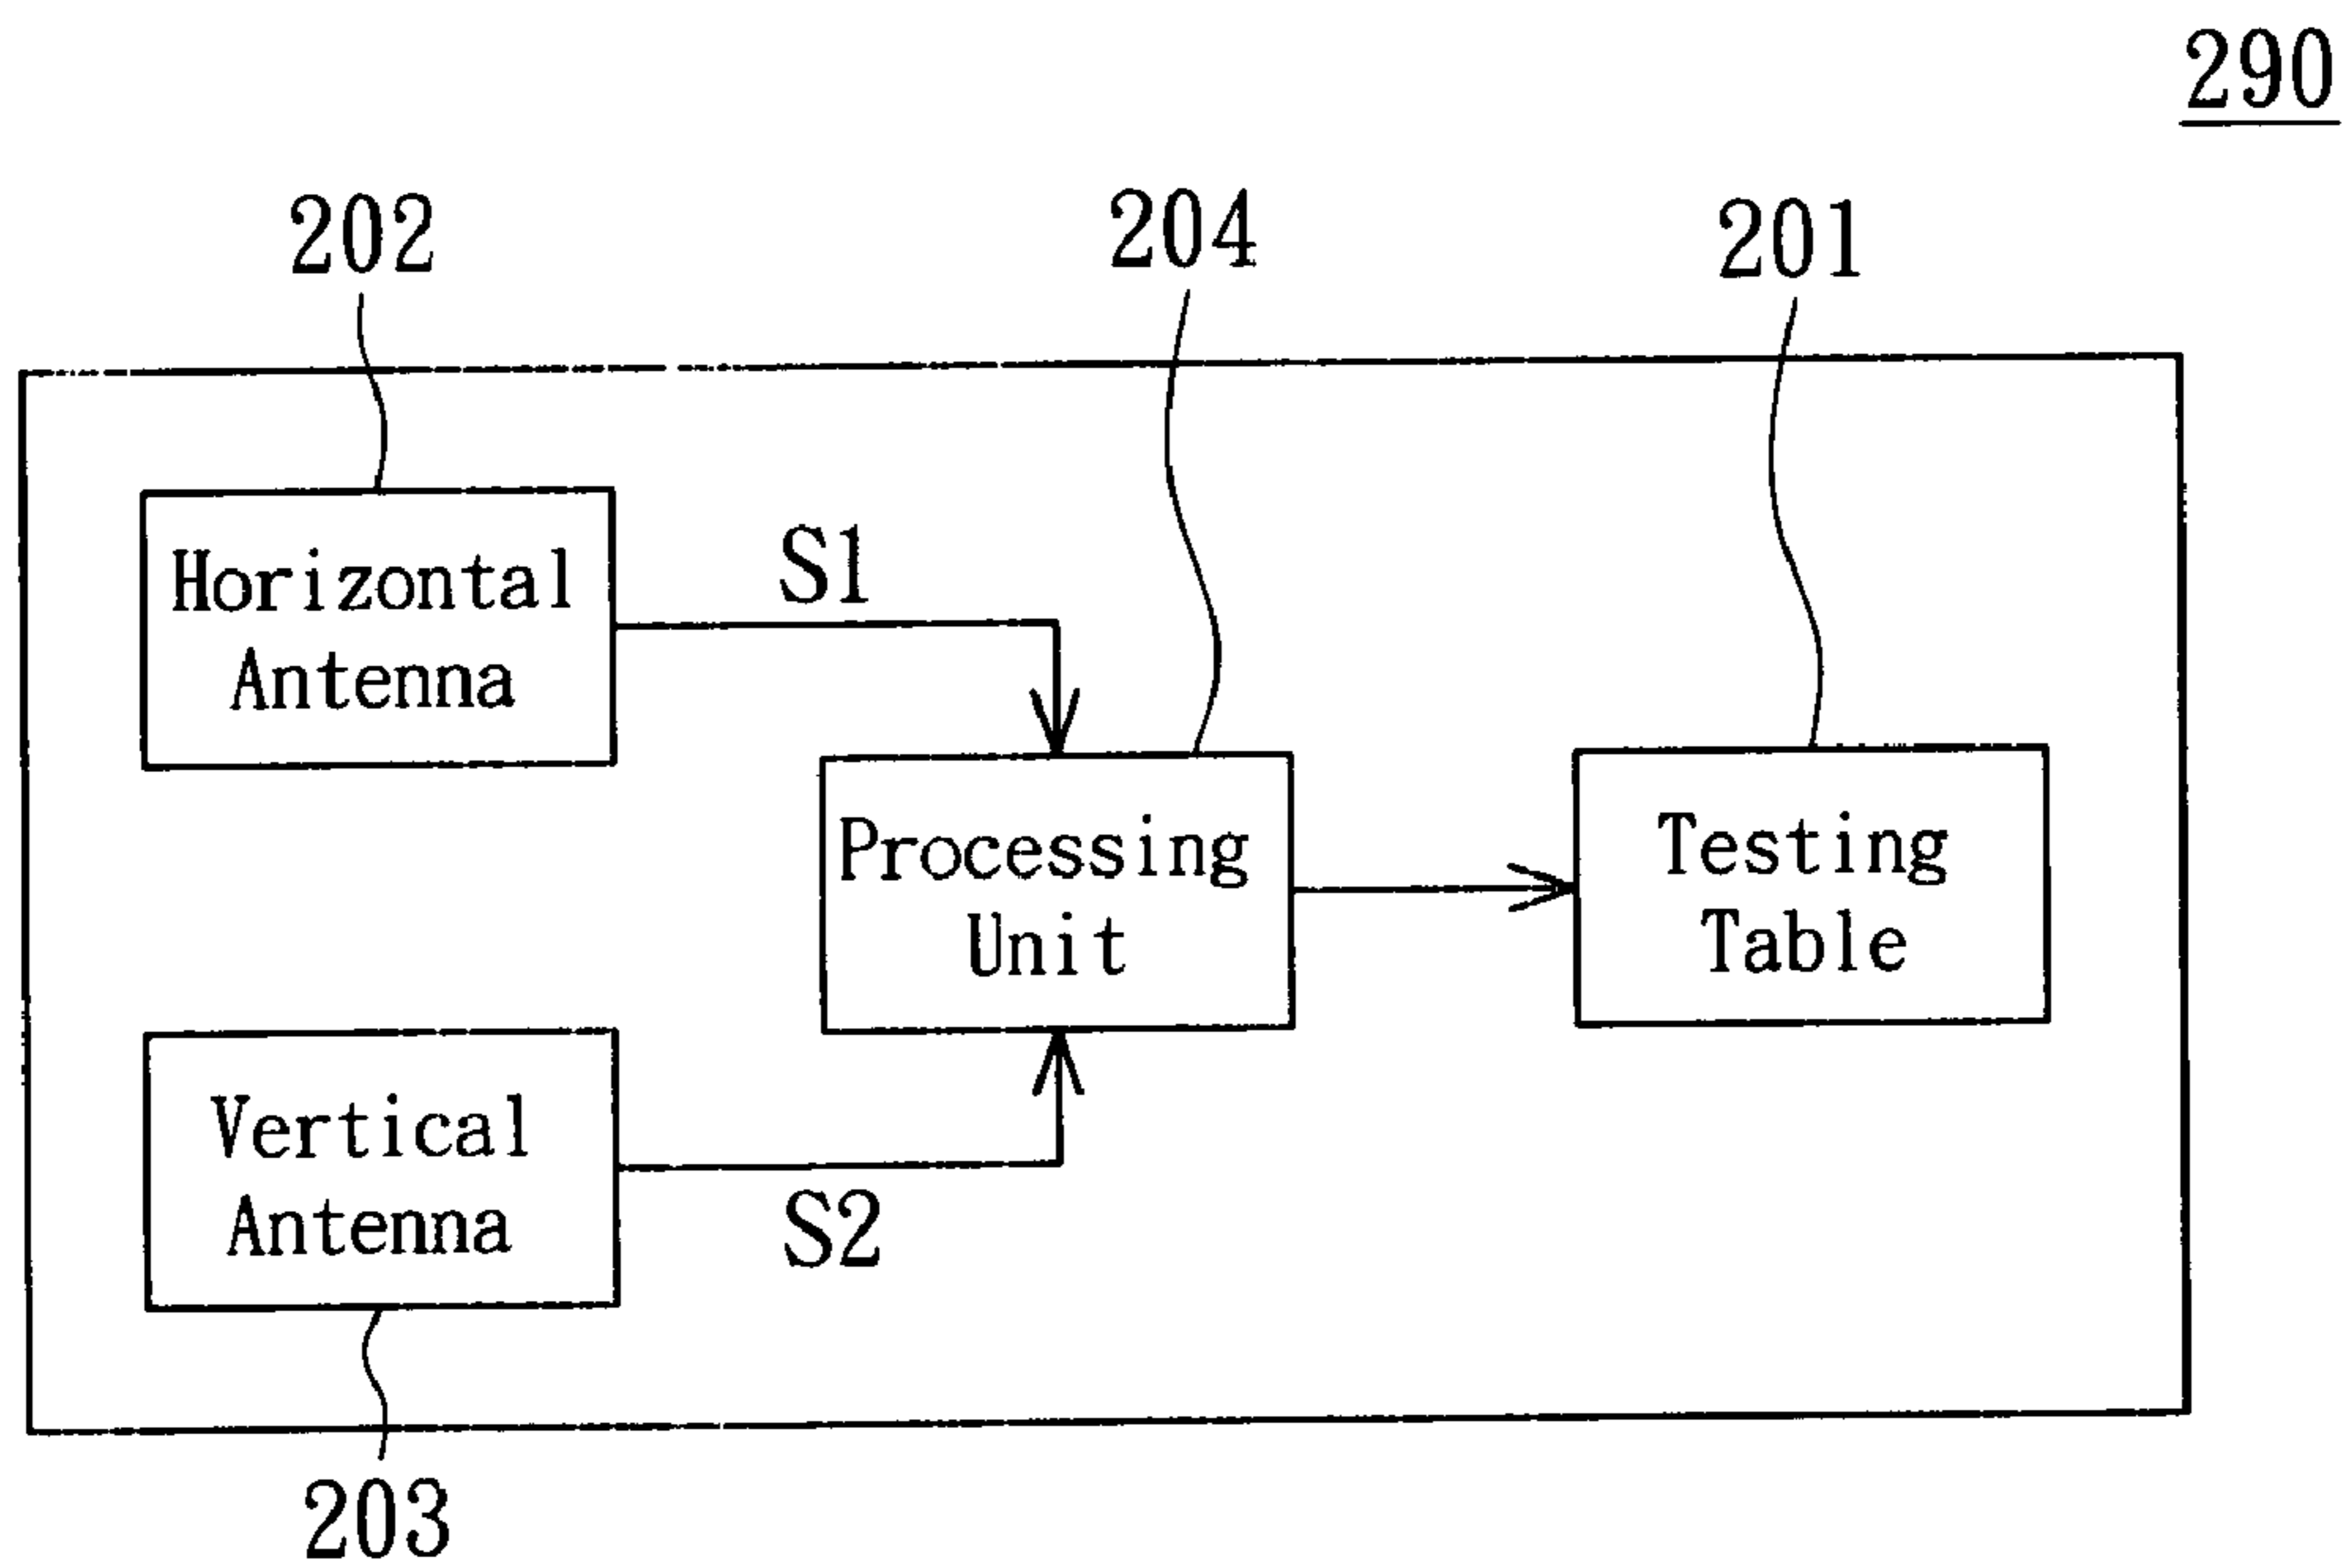 290
202
204
201
Horizontal
Antenna
S1
Processing
Unit
Testing
Table
Vertical
Antenna
S2
203